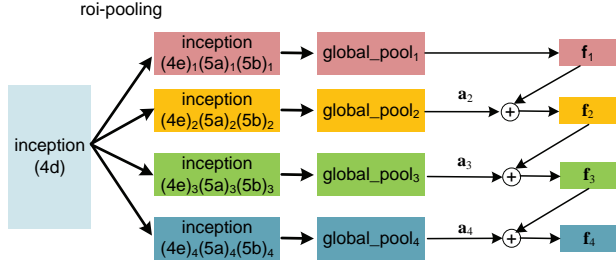 roi-pooling
inception
(4d)
inception
(4e)₁(5a)₁(5b)₁
global_pool₁
f₁
inception
(4e)₂(5a)₂(5b)₂
global_pool₂
a₂
+
f₂
inception
(4e)₃(5a)₃(5b)₃
global_pool₃
a₃
+
f₃
inception
(4e)₄(5a)₄(5b)₄
global_pool₄
a₄
+
f₄